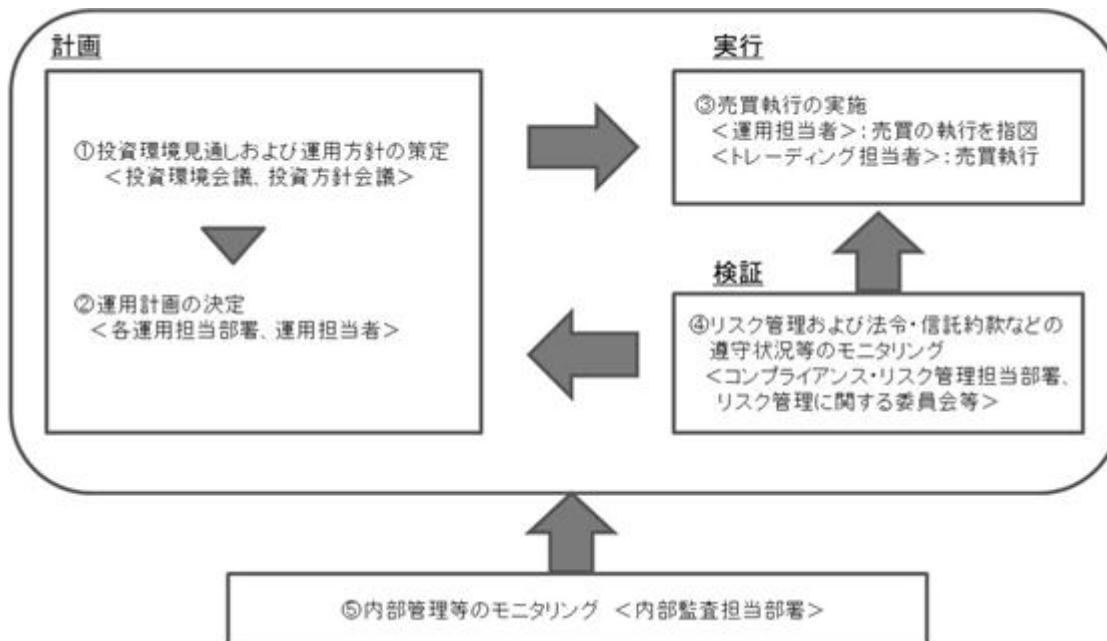 計画
①投資環境見通しおよび運用方針の策定
＜投資環境会議、投資方針会議＞
②運用計画の決定
＜各運用担当部署、運用担当者＞
実行
③売買執行の実施
＜運用担当者＞：売買の執行を指図
＜トレーディング担当者＞：売買執行
検証
④リスク管理および法令・信託約款などの
遵守状況等のモニタリング
＜コンプライアンス・リスク管理担当部署、
リスク管理に関する委員会等＞
⑤内部管理等のモニタリング ＜内部監査担当部署＞